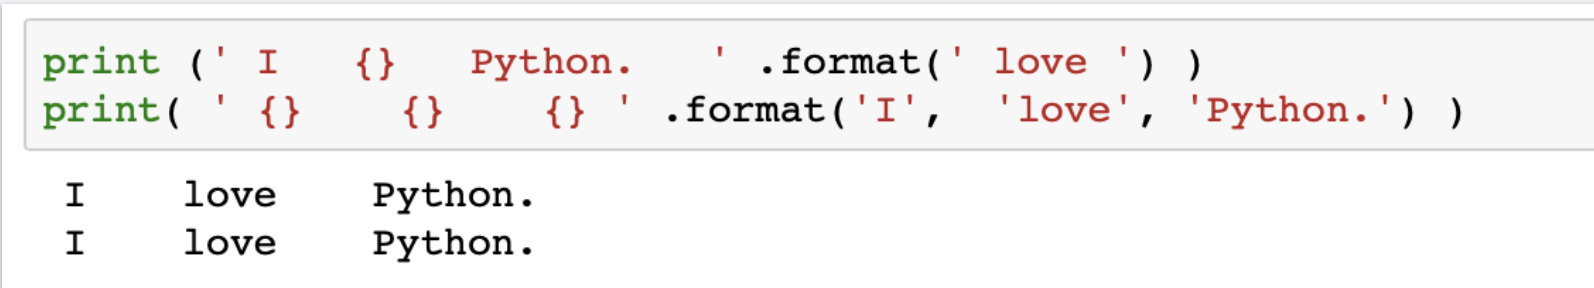 print (' I   {}   Python.   ' .format(' love ') )
print( ' {}    {}    {} ' .format('I',  'love', 'Python.') )
 I    love    Python.
 I    love    Python.